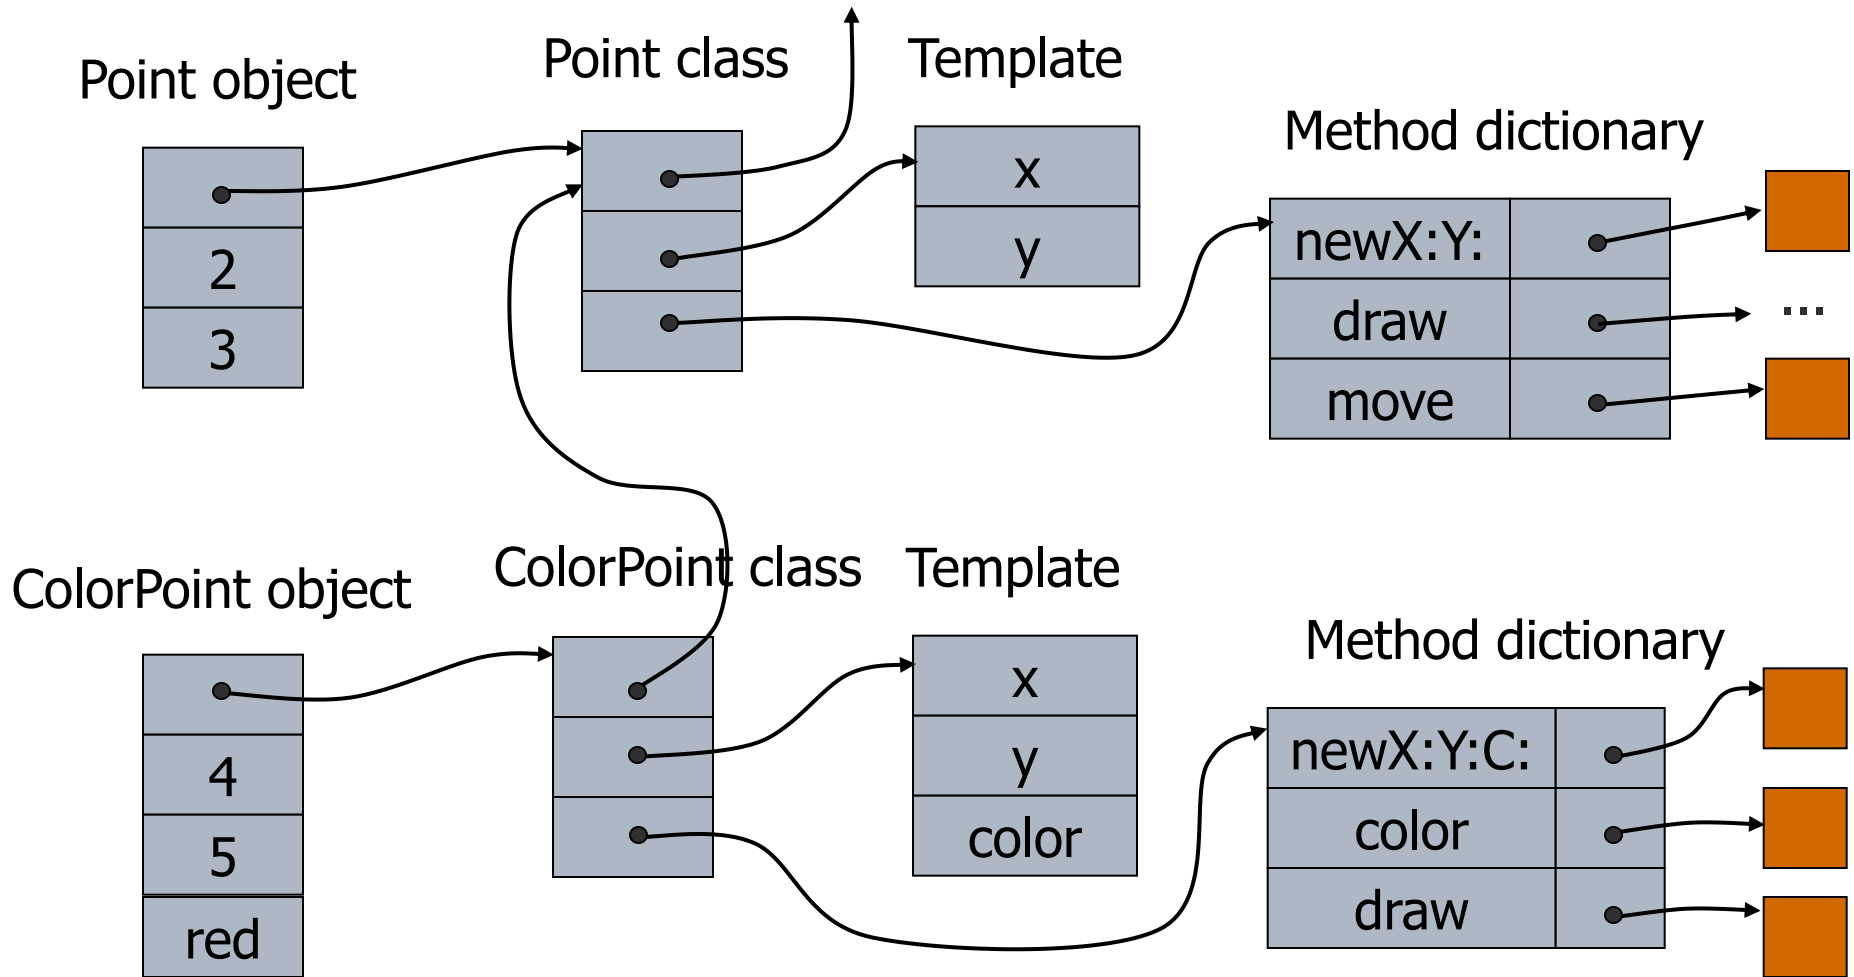 Point object
Point class
Template
Method dictionary
2
3
x
y
newX:Y:
draw
move
...
ColorPoint object
ColorPoint class
Template
Method dictionary
4
5
red
x
y
color
newX:Y:C:
color
draw